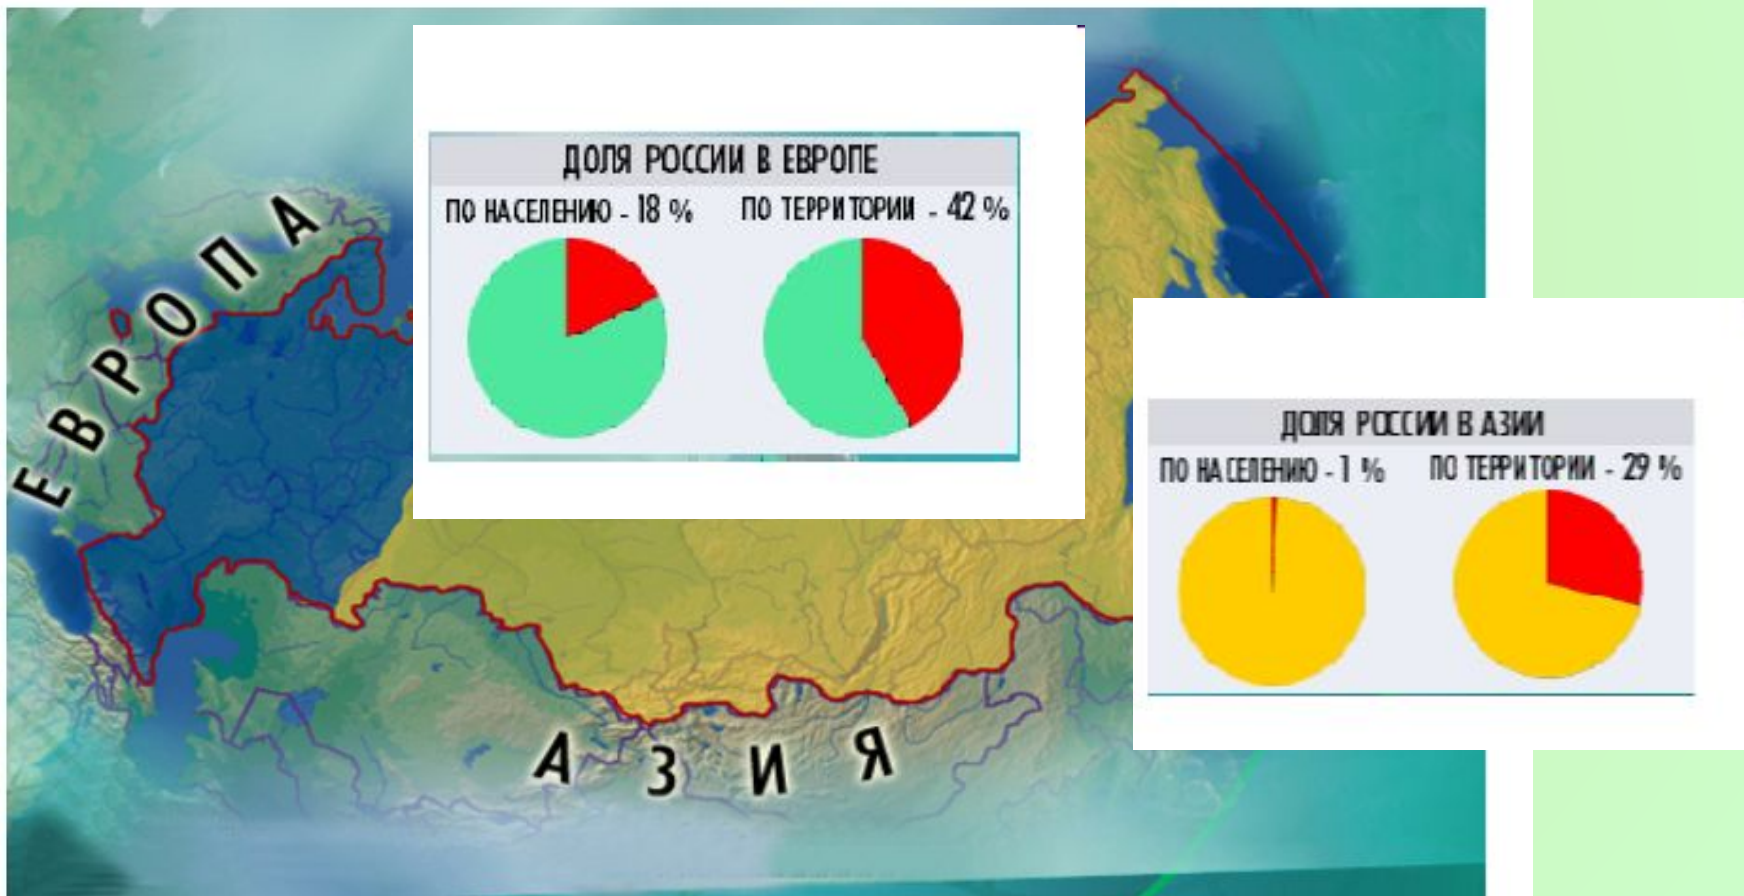 ЕВРОПА
ДОЛЯ РОССИИ В ЕВРОПЕ
ПО НАСЕЛЕНИЮ - 18 %
ПО ТЕРРИТОРИИ - 42 %
ДОЛЯ РОССИИ В АЗИИ
ПО НАСЕЛЕНИЮ - 1 %
ПО ТЕРРИТОРИИ - 29 %
АЗИЯ